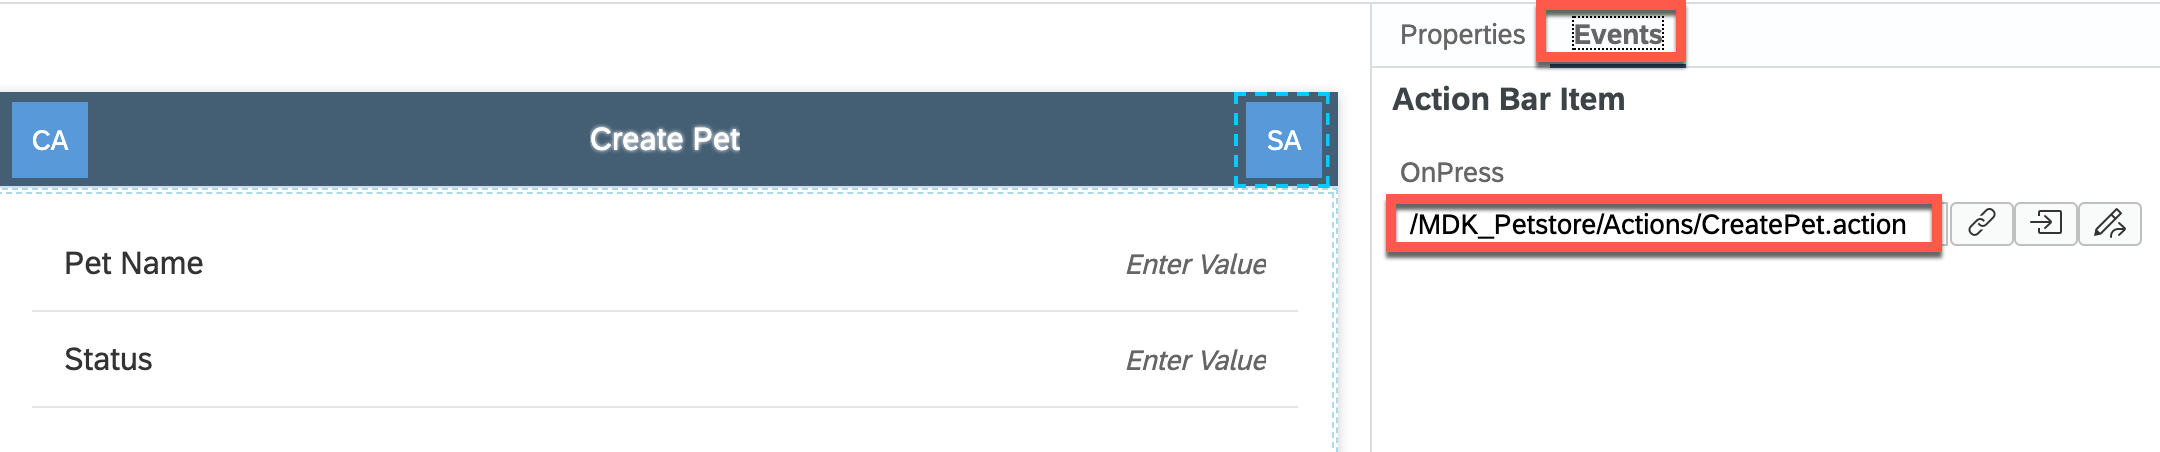 Properties Events
CA Create Pet SA
Action Bar Item
OnPress
/MDK_Petstore/Actions/CreatePet.action
Pet Name Enter Value
Status Enter Value